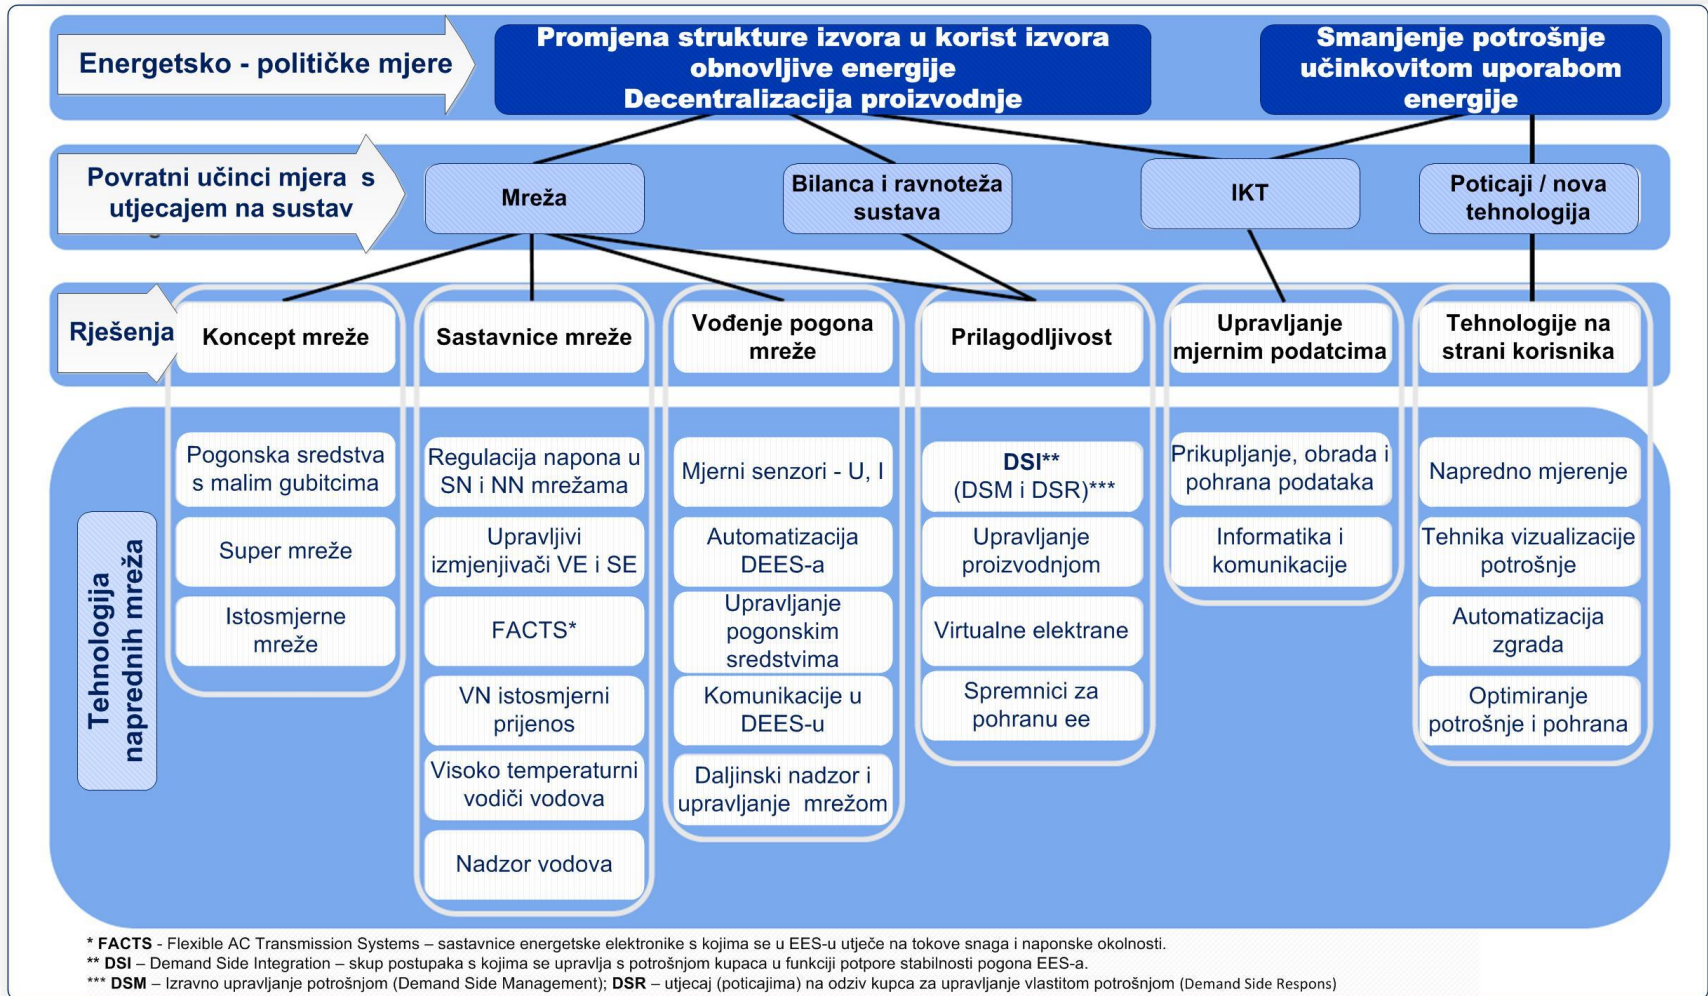 Energetsko - političke mjere
Promjena strukture izvora u korist izvora
obnovljive energije
Decentralizacija proizvodnje
Smanjenje potrošnje
učinkovitom uporabom
energije
Povratni učinci mjera s
utjecajem na sustav
Mreža
Bilanca i ravnoteža
sustava
IKT
Poticaji / nova
tehnologija
Rješenja
Koncept mreže
Sastavnice mreže
Vođenje pogona
mreže
Prilagodljivost
Upravljanje
mjernim podatcima
Tehnologije na
strani korisnika
Tehnologija
naprednih mreža
Pogonska sredstva
s malim gubitcima
Super mreže
Istosmjerne
mreže
Regulacija napona u
SN i NN mrežama
Upravljivi
izmjenjivači VE i SE
FACTS*
VN istosmjerni
prijenos
Visoko temperaturni
vodiči vodova
Nadzor vodova
Mjerni senzori - U, I
Automatizacija
DEES-a
Upravljanje
pogonskim
sredstvima
Komunikacije u
DEES-u
Daljinski nadzor i
upravljanje mrežom
DSI**
(DSM i DSR)***
Upravljanje
proizvodnjom
Virtualne elektrane
Spremnici za
pohranu ee
Prikupljanje, obrada i
pohrana podataka
Informatika i
komunikacije
Napredno mjerenje
Tehnika vizualizacije
potrošnje
Automatizacija
zgrada
Optimiranje
potrošnje i pohrana
* FACTS - Flexible AC Transmission Systems – sastavnice energetske elektronike s kojima se u EES-u utječe na tokove snaga i naponske okolnosti.
** DSI – Demand Side Integration – skup postupaka s kojima se upravlja s potrošnjom kupaca u funkciji potpore stabilnosti pogona EES-a.
*** DSM – Izravno upravljanje potrošnjom (Demand Side Management); DSR – utjecaj (poticajima) na odziv kupca za upravljanje vlastitom potrošnjom (Demand Side Respons)